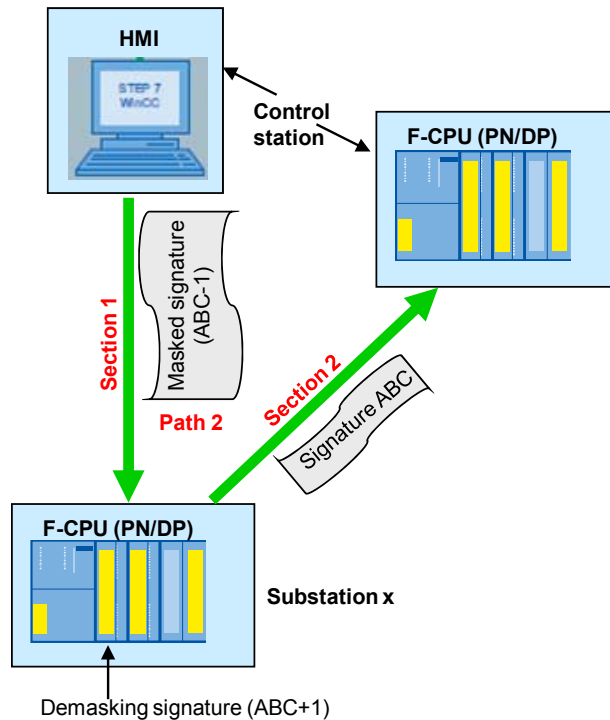 HMI
STEP 7
WinCC
Control
station
F-CPU (PN/DP)
Section 1
Masked signature
(ABC-1)
Path 2
Section 2
Signature ABC
F-CPU (PN/DP)
Substation x
Demasking signature (ABC+1)